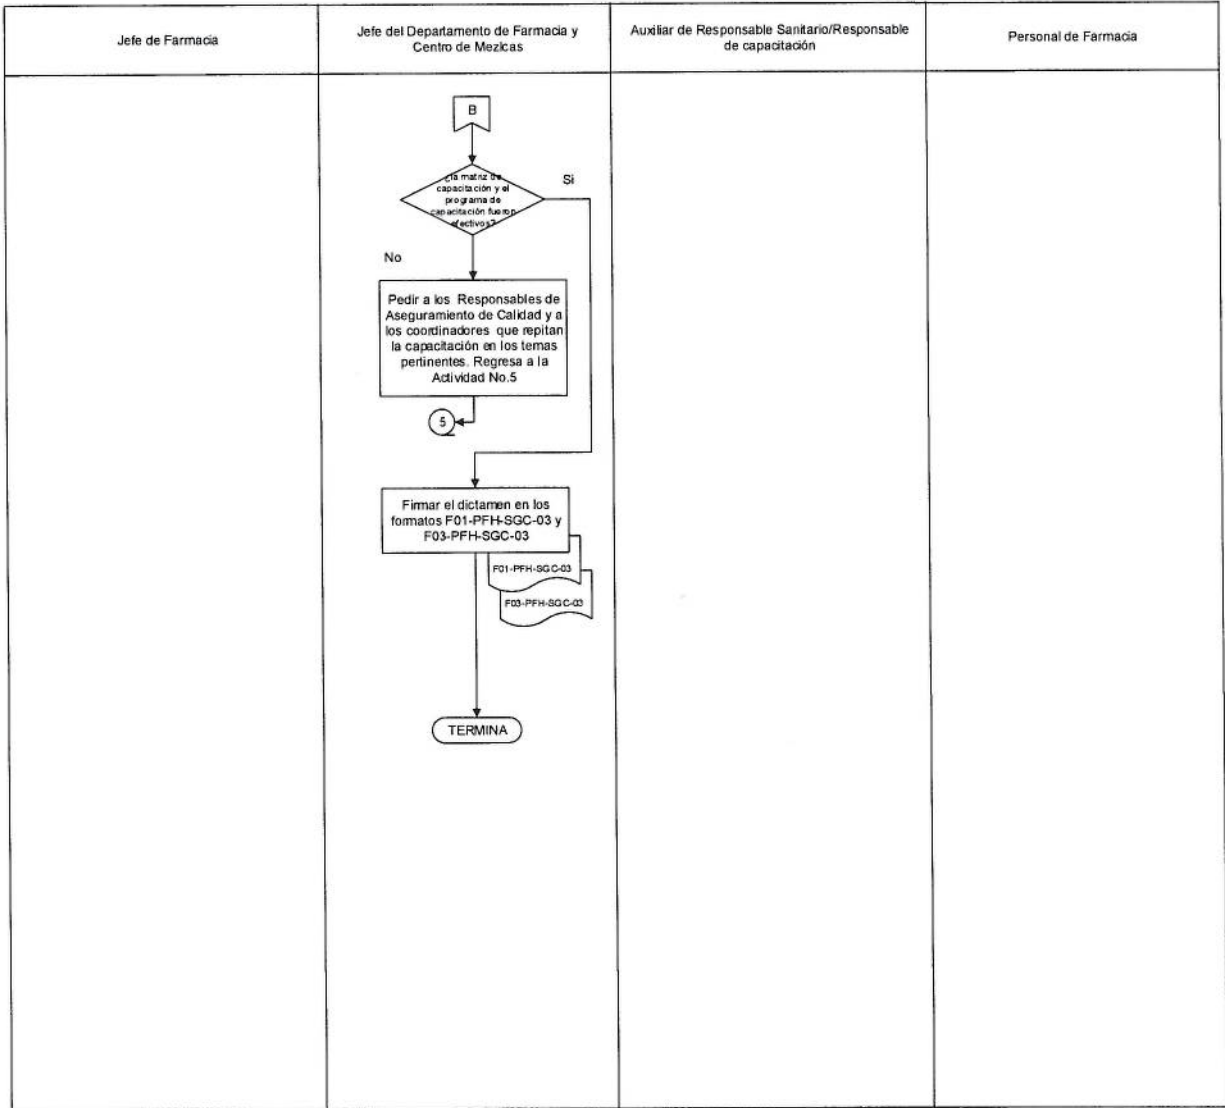 Jefe de Farmacia
Jefe del Departamento de Farmacia y
Centro de Mezlcas
Auxiliar de Responsable Sanitario/Responsable
de capacitación
Personal de Farmacia
B
¿la matriz de
capacitación y el
programa de
capacitación fueron
efectivos?
Si
No
Pedir a los Responsables de
Aseguramiento de Calidad y a
los coordinadores que repitan
la capacitación en los temas
pertinentes. Regresa a la
Actividad No.5
5
Firmar el dictamen en los
formatos F01-PFH-SGC-03 y
F03-PFH-SGC-03
F01-PFH-SGC-03
F03-PFH-SGC-03
TERMINA